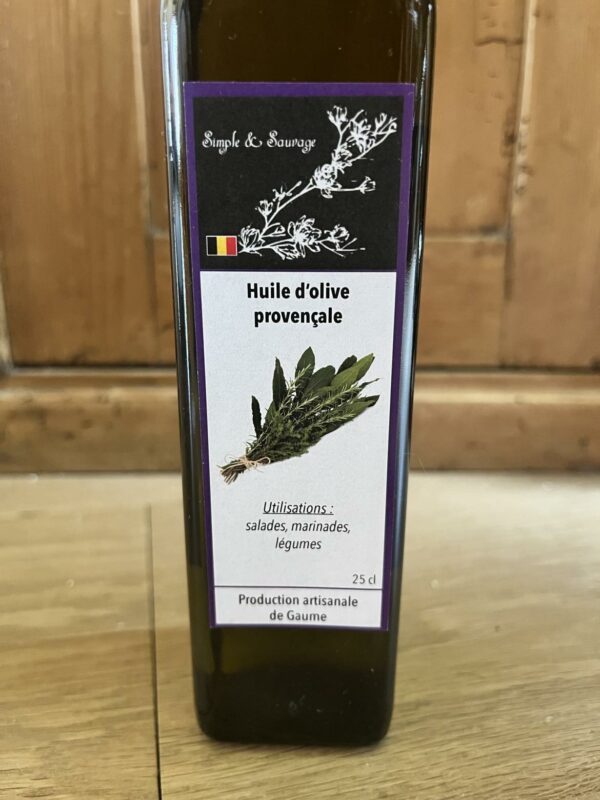 Simple & Sauvage
Huile d'olive
provençale
Utilisations :
salades, marinades,
légumes
25 cl
Production artisanale
de Gaume